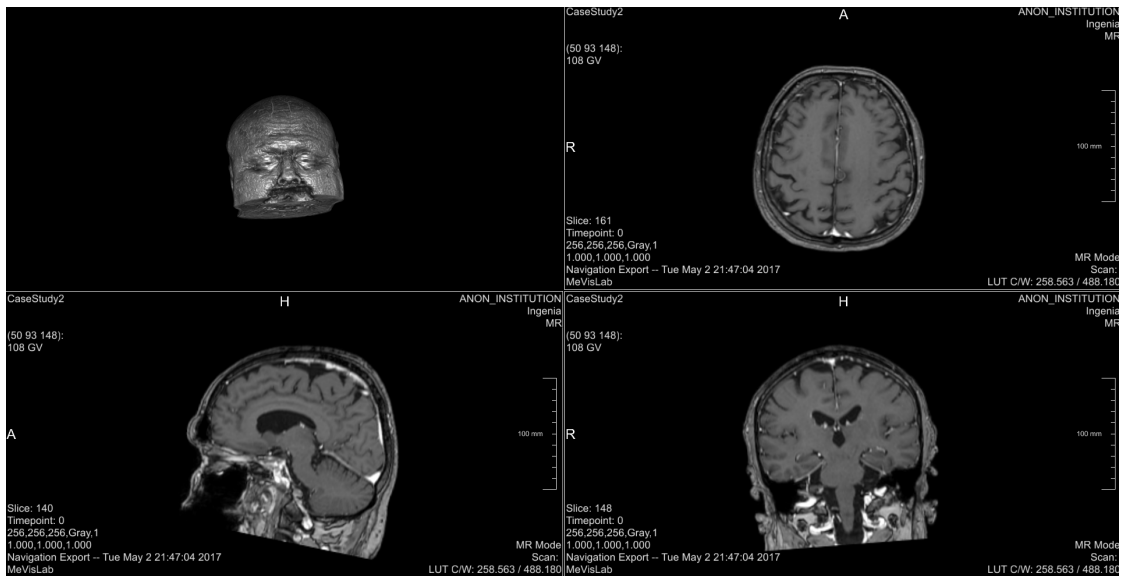 CaseStudy2
A
ANON_INSTITUTION
Ingenia
MR
(50 93 148):
108 GV
R
100 mm
Slice: 161
Timepoint: 0
256,256,256,Gray,1
1.000,1.000,1.000
Navigation Export -- Tue May 2 21:47:04 2017
MeVisLab
MR Mode
Scan:
LUT C/W: 258.563 / 488.180
CaseStudy2
H
ANON_INSTITUTION
Ingenia
MR
(50 93 148):
108 GV
A
100 mm
Slice: 140
Timepoint: 0
256,256,256,Gray,1
1.000,1.000,1.000
Navigation Export -- Tue May 2 21:47:04 2017
MeVisLab
MR Mode
Scan:
LUT C/W: 258.563 / 488.180
CaseStudy2
H
ANON_INSTITUTION
Ingenia
MR
(50 93 148):
108 GV
R
100 mm
Slice: 148
Timepoint: 0
256,256,256,Gray,1
1.000,1.000,1.000
Navigation Export -- Tue May 2 21:47:04 2017
MeVisLab
MR Mode
Scan:
LUT C/W: 258.563 / 488.180